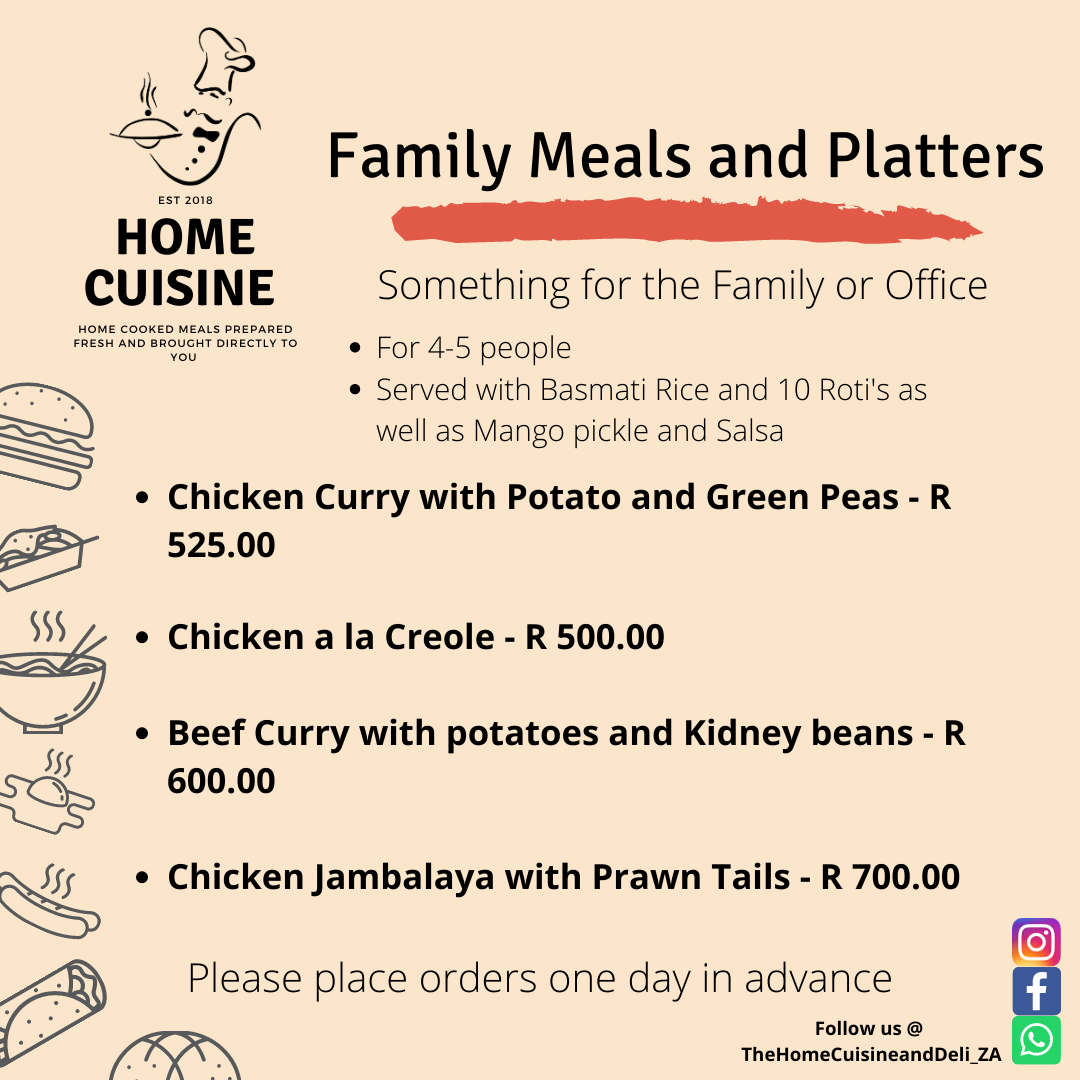 EST 2018
HOME
CUISINE
HOME COOKED MEALS PREPARED
FRESH AND BROUGHT DIRECTLY TO
YOU
Family Meals and Platters
Something for the Family or Office
• For 4-5 people
• Served with Basmati Rice and 10 Roti's as
well as Mango pickle and Salsa
• Chicken Curry with Potato and Green Peas - R
525.00
• Chicken a la Creole - R 500.00
• Beef Curry with potatoes and Kidney beans - R
600.00
• Chicken Jambalaya with Prawn Tails - R 700.00
Please place orders one day in advance
Follow us @
TheHomeCuisineandDeli_ZA